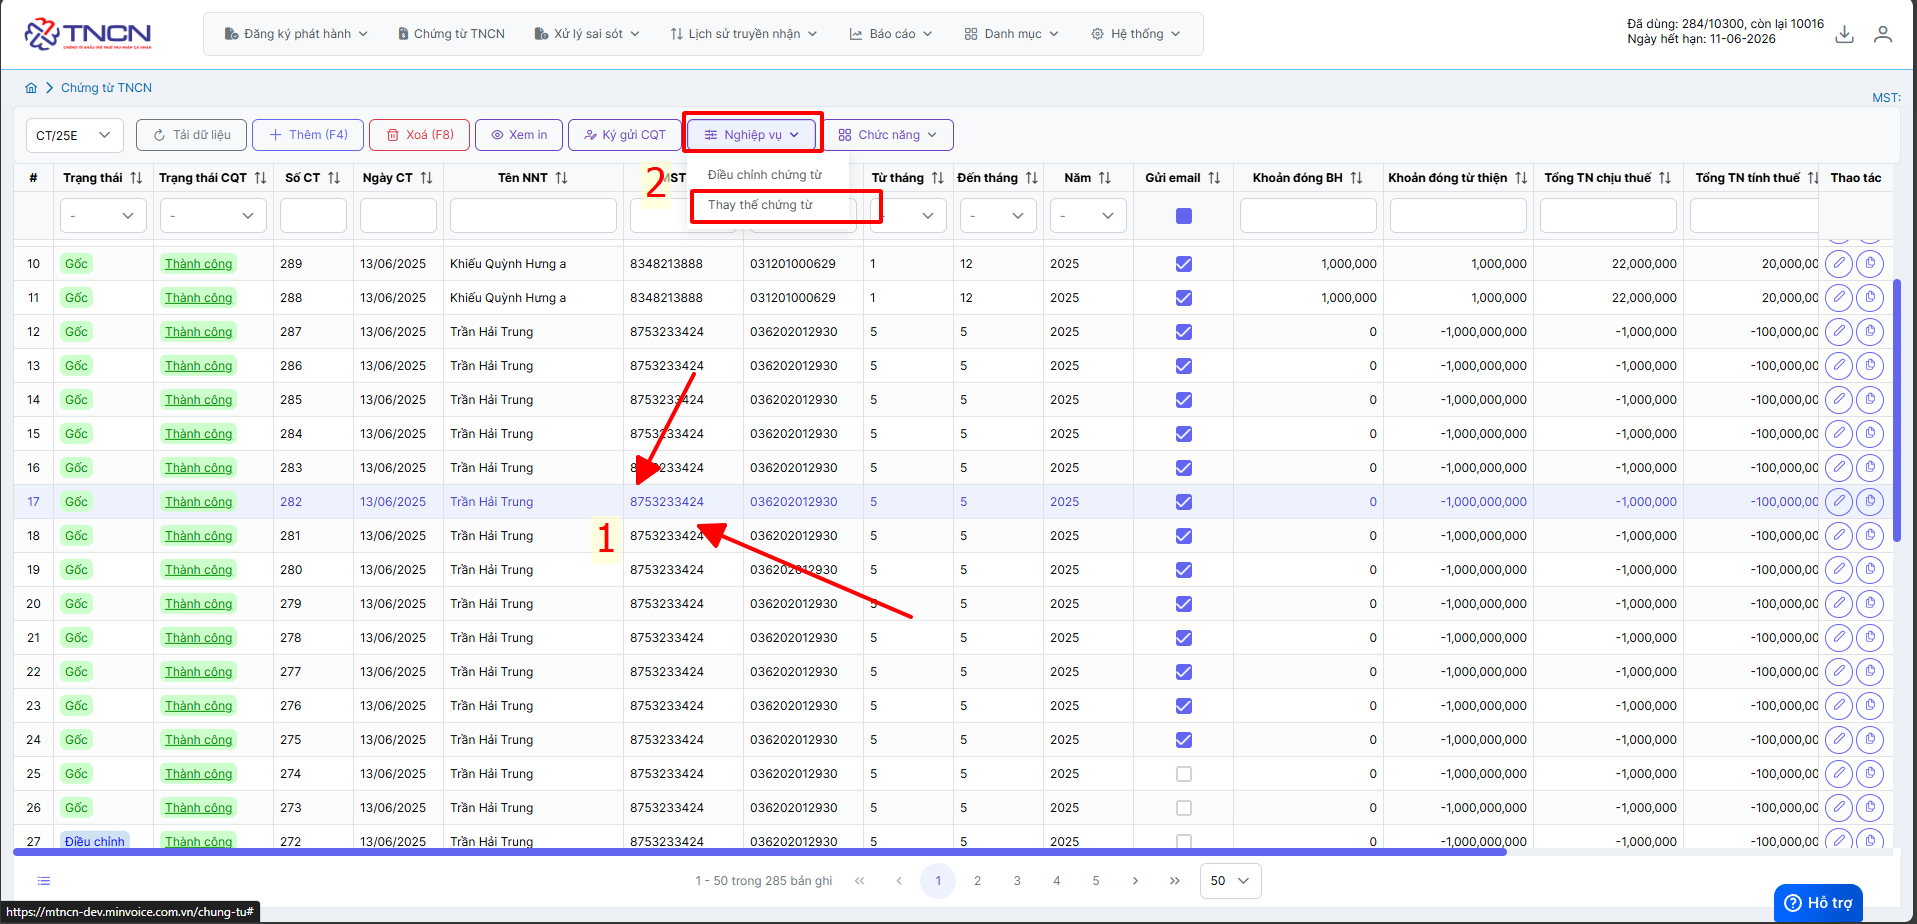 TNCN
CHỨNG TỪ KHẤU TRỪ THUẾ THU NHẬP CÁ NHÂN
Đăng ký phát hành
Chứng từ TNCN
Xử lý sai sót
Lịch sử truyền nhận
Báo cáo
Danh mục
Hệ thống
Đã dùng: 284/10300, còn lại 10016
Ngày hết hạn: 11-06-2026
Chứng từ TNCN
MST:
CT/25E
Tải dữ liệu
Thêm (F4)
Xoá (F8)
Xem in
Ký gửi CQT
Nghiệp vụ
Chức năng
Điều chỉnh chứng từ
Thay thế chứng từ
2
# Trạng thái Trạng thái CQT Số CT Ngày CT Tên NNT MST Từ tháng Đến tháng Năm Gửi email Khoản đóng BH Khoản đóng từ thiện Tổng TN chịu thuế Tổng TN tính thuế Thao tác
- - - - -
10 Gốc Thành công 289 13/06/2025 Khiếu Quỳnh Hưng a 8348213888 031201000629 1 12 2025 1,000,000 1,000,000 22,000,000 20,000,00
11 Gốc Thành công 288 13/06/2025 Khiếu Quỳnh Hưng a 8348213888 031201000629 1 12 2025 1,000,000 1,000,000 22,000,000 20,000,00
12 Gốc Thành công 287 13/06/2025 Trần Hải Trung 8753233424 036202012930 5 5 2025 0 -1,000,000,000 -1,000,000 -100,000,00
13 Gốc Thành công 286 13/06/2025 Trần Hải Trung 8753233424 036202012930 5 5 2025 0 -1,000,000,000 -1,000,000 -100,000,00
14 Gốc Thành công 285 13/06/2025 Trần Hải Trung 8753233424 036202012930 5 5 2025 0 -1,000,000,000 -1,000,000 -100,000,00
15 Gốc Thành công 284 13/06/2025 Trần Hải Trung 8753233424 036202012930 5 5 2025 0 -1,000,000,000 -1,000,000 -100,000,00
16 Gốc Thành công 283 13/06/2025 Trần Hải Trung 8753233424 036202012930 5 5 2025 0 -1,000,000,000 -1,000,000 -100,000,00
17 Gốc Thành công 282 13/06/2025 Trần Hải Trung 8753233424 036202012930 5 5 2025 0 -1,000,000,000 -1,000,000 -100,000,00
1
18 Gốc Thành công 281 13/06/2025 Trần Hải Trung 8753233424 036202012930 5 5 2025 0 -1,000,000,000 -1,000,000 -100,000,00
19 Gốc Thành công 280 13/06/2025 Trần Hải Trung 8753233424 036202012930 5 5 2025 0 -1,000,000,000 -1,000,000 -100,000,00
20 Gốc Thành công 279 13/06/2025 Trần Hải Trung 8753233424 036202012930 5 5 2025 0 -1,000,000,000 -1,000,000 -100,000,00
21 Gốc Thành công 278 13/06/2025 Trần Hải Trung 8753233424 036202012930 5 5 2025 0 -1,000,000,000 -1,000,000 -100,000,00
22 Gốc Thành công 277 13/06/2025 Trần Hải Trung 8753233424 036202012930 5 5 2025 0 -1,000,000,000 -1,000,000 -100,000,00
23 Gốc Thành công 276 13/06/2025 Trần Hải Trung 8753233424 036202012930 5 5 2025 0 -1,000,000,000 -1,000,000 -100,000,00
24 Gốc Thành công 275 13/06/2025 Trần Hải Trung 8753233424 036202012930 5 5 2025 0 -1,000,000,000 -1,000,000 -100,000,00
25 Gốc Thành công 274 13/06/2025 Trần Hải Trung 8753233424 036202012930 5 5 2025 0 -1,000,000,000 -1,000,000 -100,000,00
26 Gốc Thành công 273 13/06/2025 Trần Hải Trung 8753233424 036202012930 5 5 2025 0 -1,000,000,000 -1,000,000 -100,000,00
27 Điều chỉnh Thành công 272 13/06/2025 Trần Hải Trung 8753233424 036202012930 5 5 2025 0 -1,000,000,000 -1,000,000 -100,000,00
1 - 50 trong 285 bản ghi
1 2 3 4 5
50
https://mtncn-dev.minvoice.com.vn/chung-tu#
Hỗ trợ